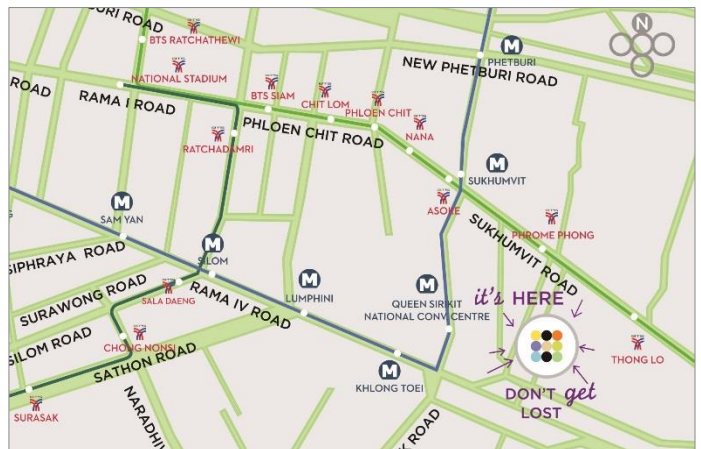 BURI ROAD
BTS RATCHATHEWI
N
M
PHETBURI
NATIONAL STADIUM
NEW PHETBURI ROAD
ROAD
RAMA I ROAD
BTS SIAM
CHIT LOM
PHLOEN CHIT
PHLOEN CHIT ROAD
NANA
RATCHADAMRI
M
SUKHUMVIT
M
SAM YAN
ASOKE
SUKHUMVIT ROAD
PHROME PHONG
M
SILOM
SIPHRAYA ROAD
SURAWONG ROAD
SALA DAENG
RAMA IV ROAD
M
LUMPHINI
M
QUEEN SIRIKIT
NATIONAL CONV. CENTRE
it's HERE
SILOM ROAD
CHONG NONSI
SATHON ROAD
M
KHLONG TOEI
THONG LO
DON'T get
LOST
SURASAK
NARADHIV
K ROAD